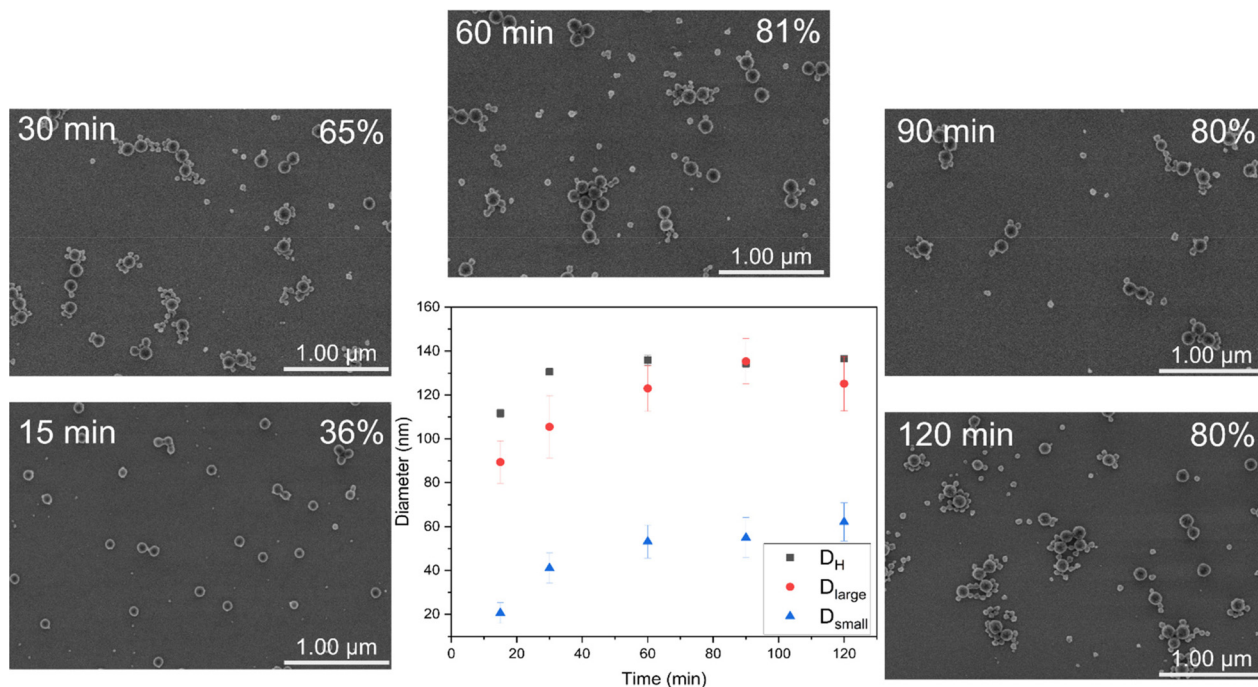 60 min 81%
1.00 µm
30 min 65%
1.00 µm
90 min 80%
1.00 µm
15 min 36%
1.00 µm
120 min 80%
1.00 µm
160
140
120
100
80
60
40
20
Diameter (nm)
D_H
D_large
D_small
0 20 40 60 80 100 120
Time (min)